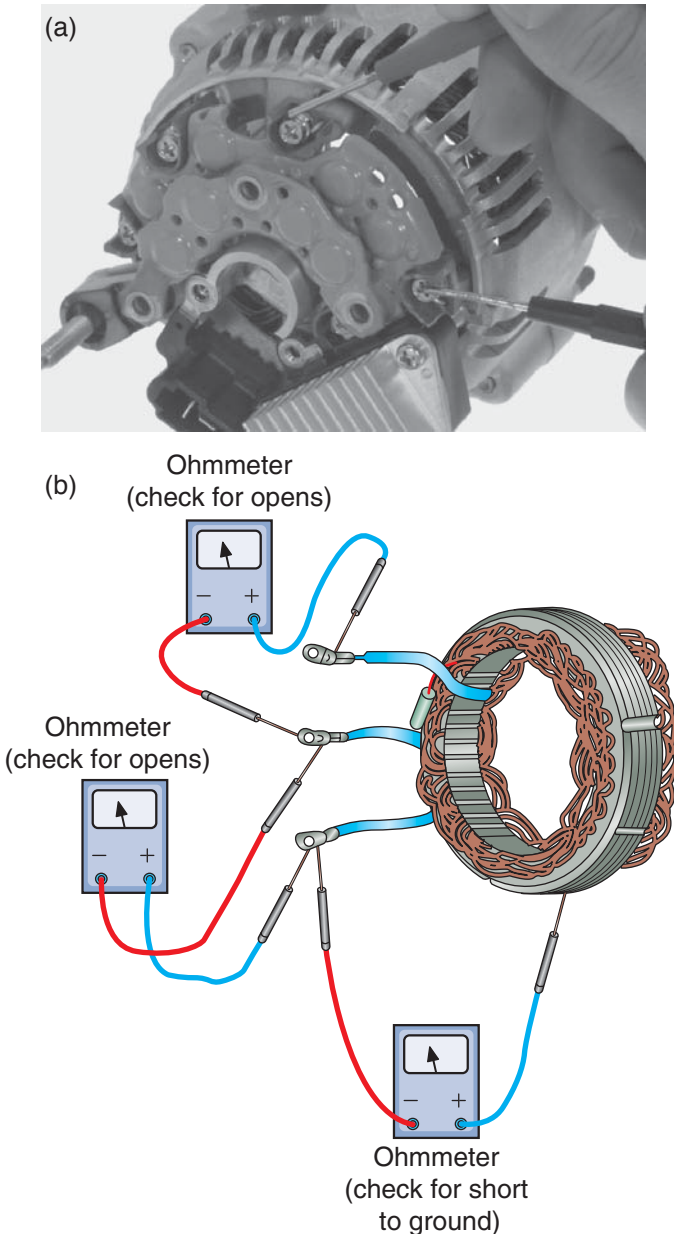 (a)
(b)
Ohmmeter
(check for opens)
− +
Ohmmeter
(check for opens)
− +
− +
Ohmmeter
(check for short
to ground)